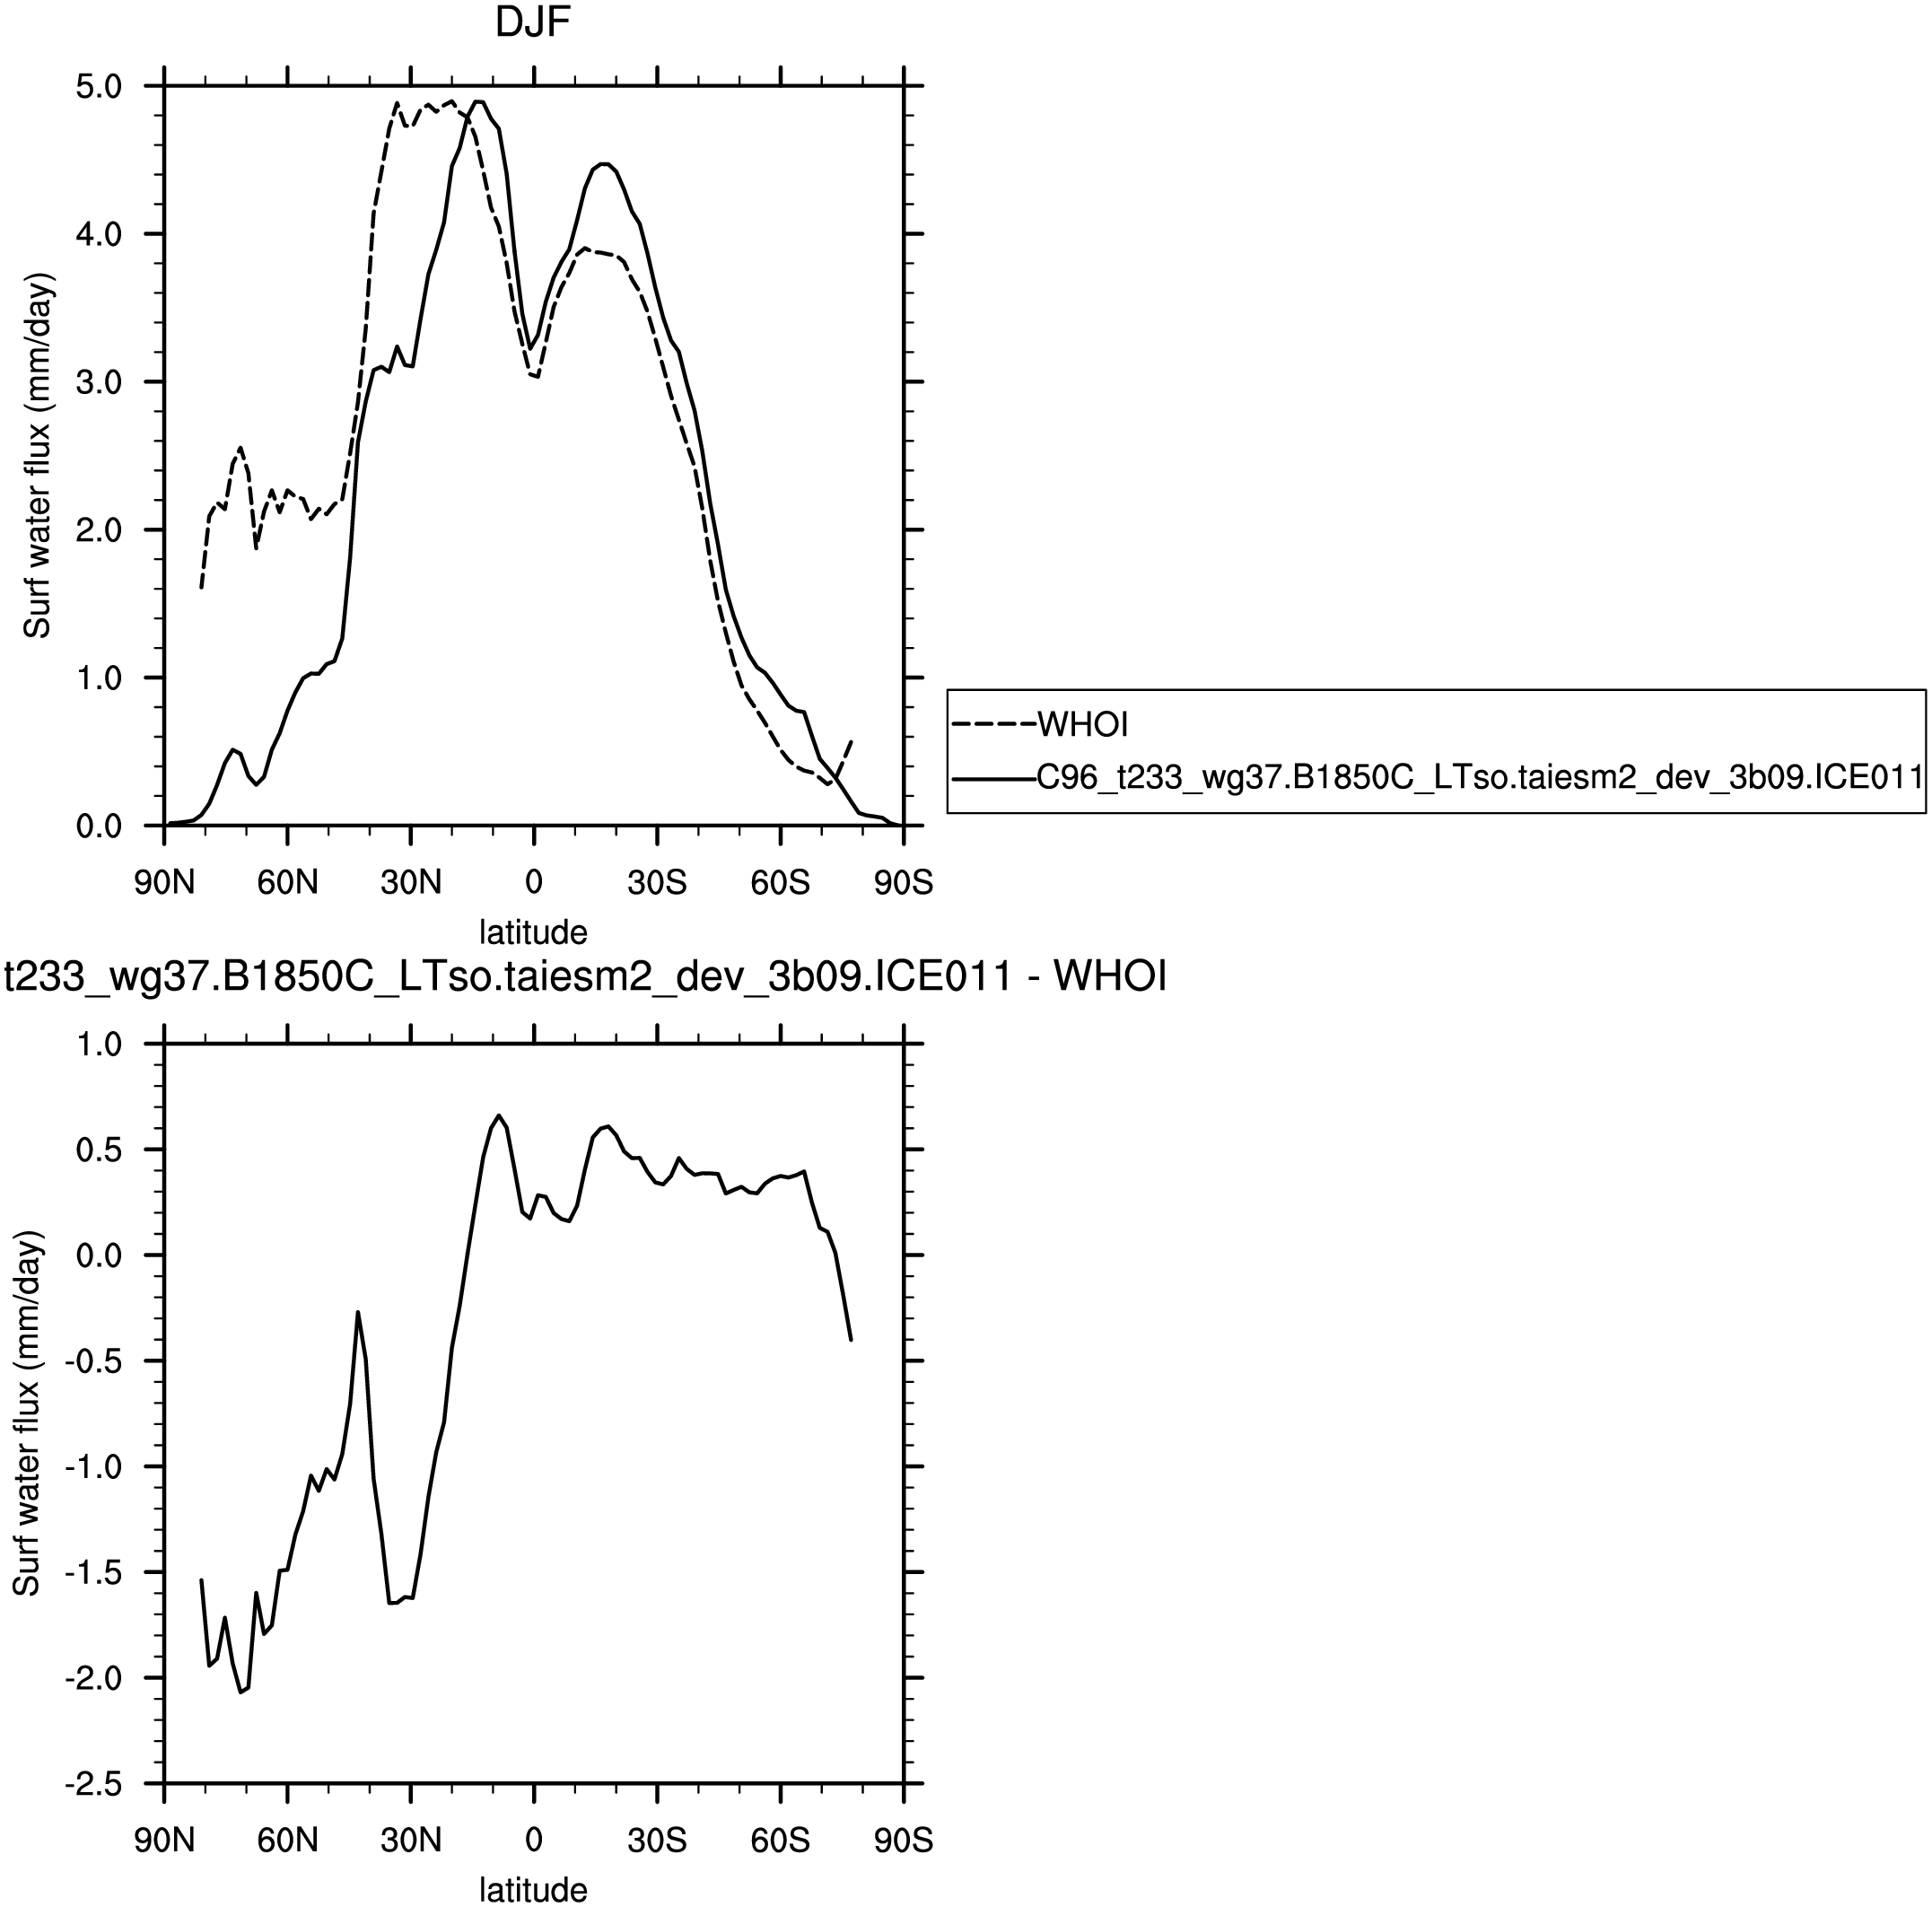 DJF
5.0
4.0
3.0
2.0
1.0
0.0
Surf water flux (mm/day)
90N 60N 30N 0 30S 60S 90S
latitude
WHOI
C96_t233_wg37.B1850C_LTso.taiesm2_dev_3b09.ICE011
t233_wg37.B1850C_LTso.taiesm2_dev_3b09.ICE011 - WHOI
1.0
0.5
0.0
-0.5
-1.0
-1.5
-2.0
-2.5
Surf water flux (mm/day)
90N 60N 30N 0 30S 60S 90S
latitude